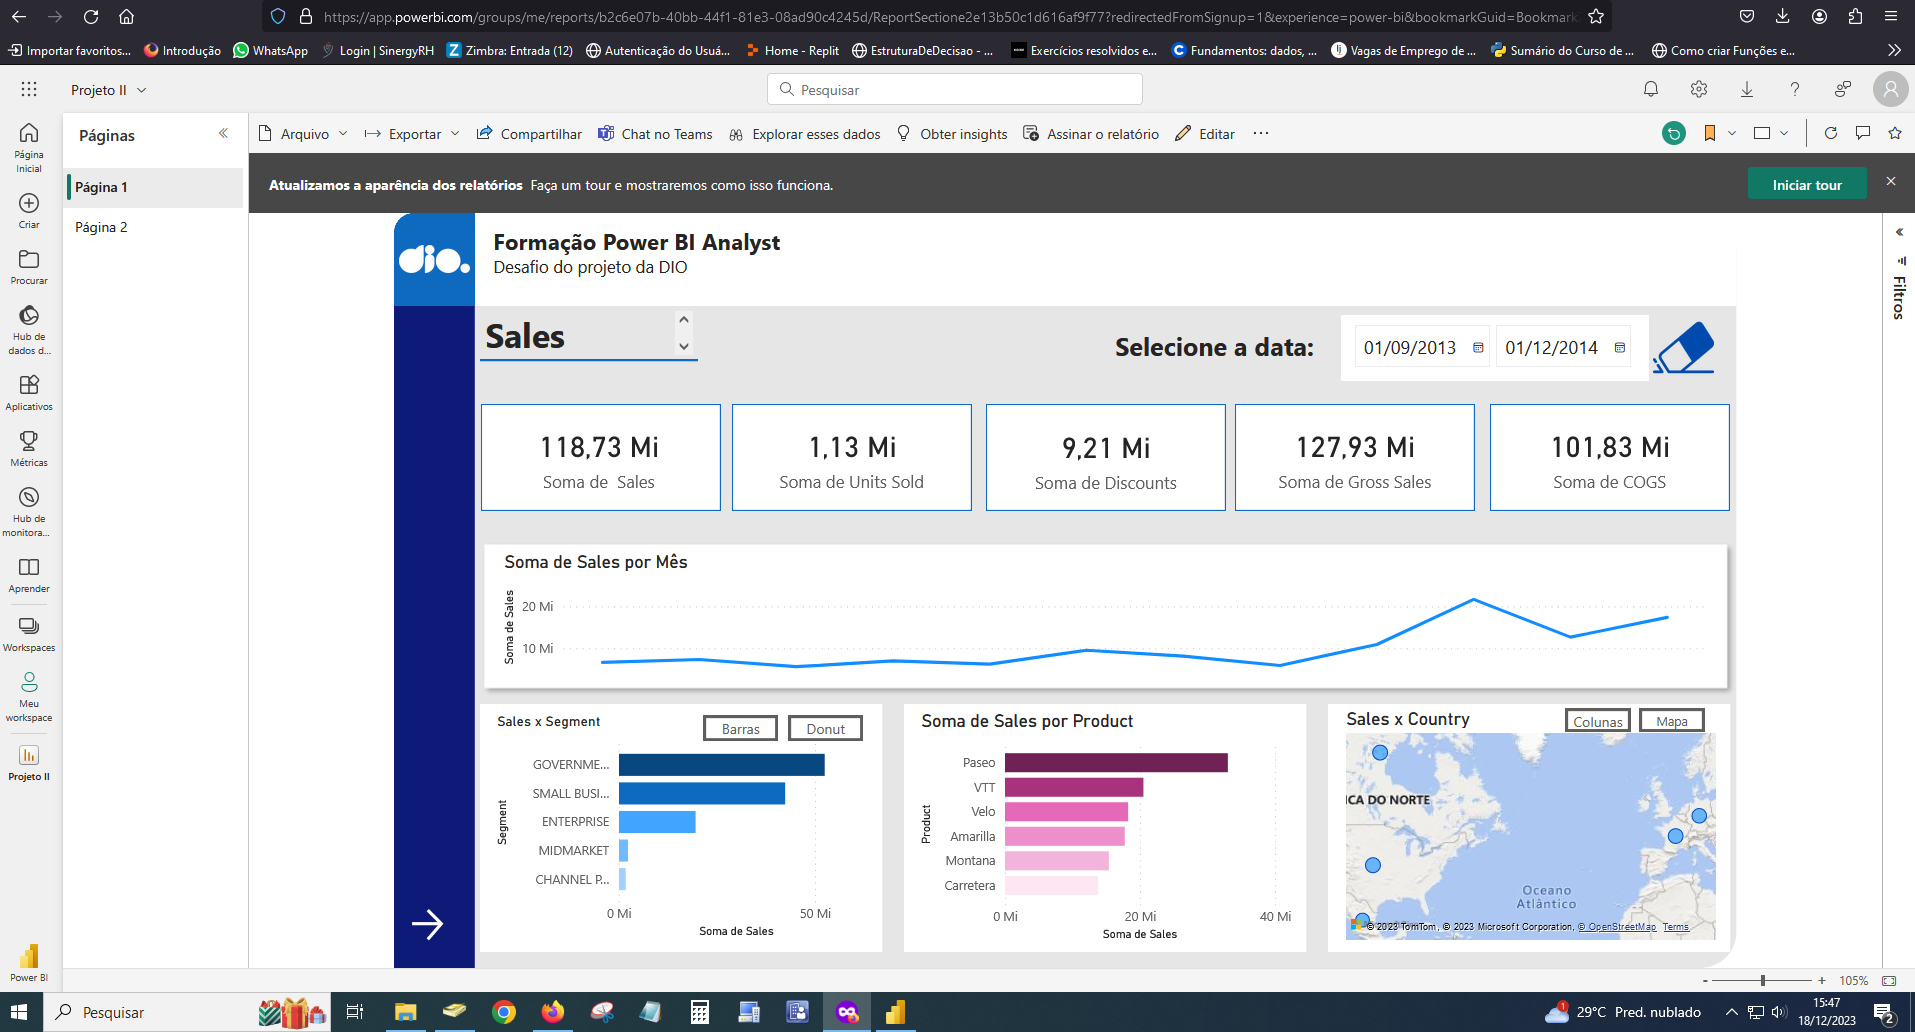 https://app.powerbi.com/groups/me/reports/b2c6e07b-40bb-44f1-81e3-08ad90c4245d/ReportSectione2e13b50c1d616af9f77?redirectedFromSignup=1&experience=power-bi&bookmarkGuid=Bookmark
Importar favoritos...
Introdução
WhatsApp
Login | SinergyRH
Zimbra: Entrada (12)
Autenticação do Usuá...
Home - Replit
EstruturaDeDecisao - ...
Exercícios resolvidos e...
Fundamentos: dados, ...
Vagas de Emprego de ...
Sumário do Curso de ...
Como criar Funções e...
Projeto II
Pesquisar
Página Inicial
Criar
Procurar
Hub de dados d...
Aplicativos
Métricas
Hub de monitora...
Aprender
Workspaces
Meu workspace
Projeto II
Power BI
Páginas
Página 1
Página 2
Arquivo
Exportar
Compartilhar
Chat no Teams
Explorar esses dados
Obter insights
Assinar o relatório
Editar
Atualizamos a aparência dos relatórios Faça um tour e mostraremos como isso funciona.
Iniciar tour
Filtros
dio.
Formação Power BI Analyst
Desafio do projeto da DIO
Sales
Selecione a data:
01/09/2013
01/12/2014
118,73 Mi
Soma de Sales
1,13 Mi
Soma de Units Sold
9,21 Mi
Soma de Discounts
127,93 Mi
Soma de Gross Sales
101,83 Mi
Soma de COGS
Soma de Sales por Mês
Soma de Sales
20 Mi
10 Mi
Sales x Segment
Barras
Donut
Segment
GOVERNME...
SMALL BUSI...
ENTERPRISE
MIDMARKET
CHANNEL P...
0 Mi
50 Mi
Soma de Sales
Soma de Sales por Product
Product
Paseo
VTT
Velo
Amarilla
Montana
Carretera
0 Mi
20 Mi
40 Mi
Soma de Sales
Sales x Country
Colunas
Mapa
ICA DO NORTE
Oceano
Atlântico
© 2023 TomTom, © 2023 Microsoft Corporation, © OpenStreetMap Terms
105%
Pesquisar
1
29°C Pred. nublado
15:47
18/12/2023
2